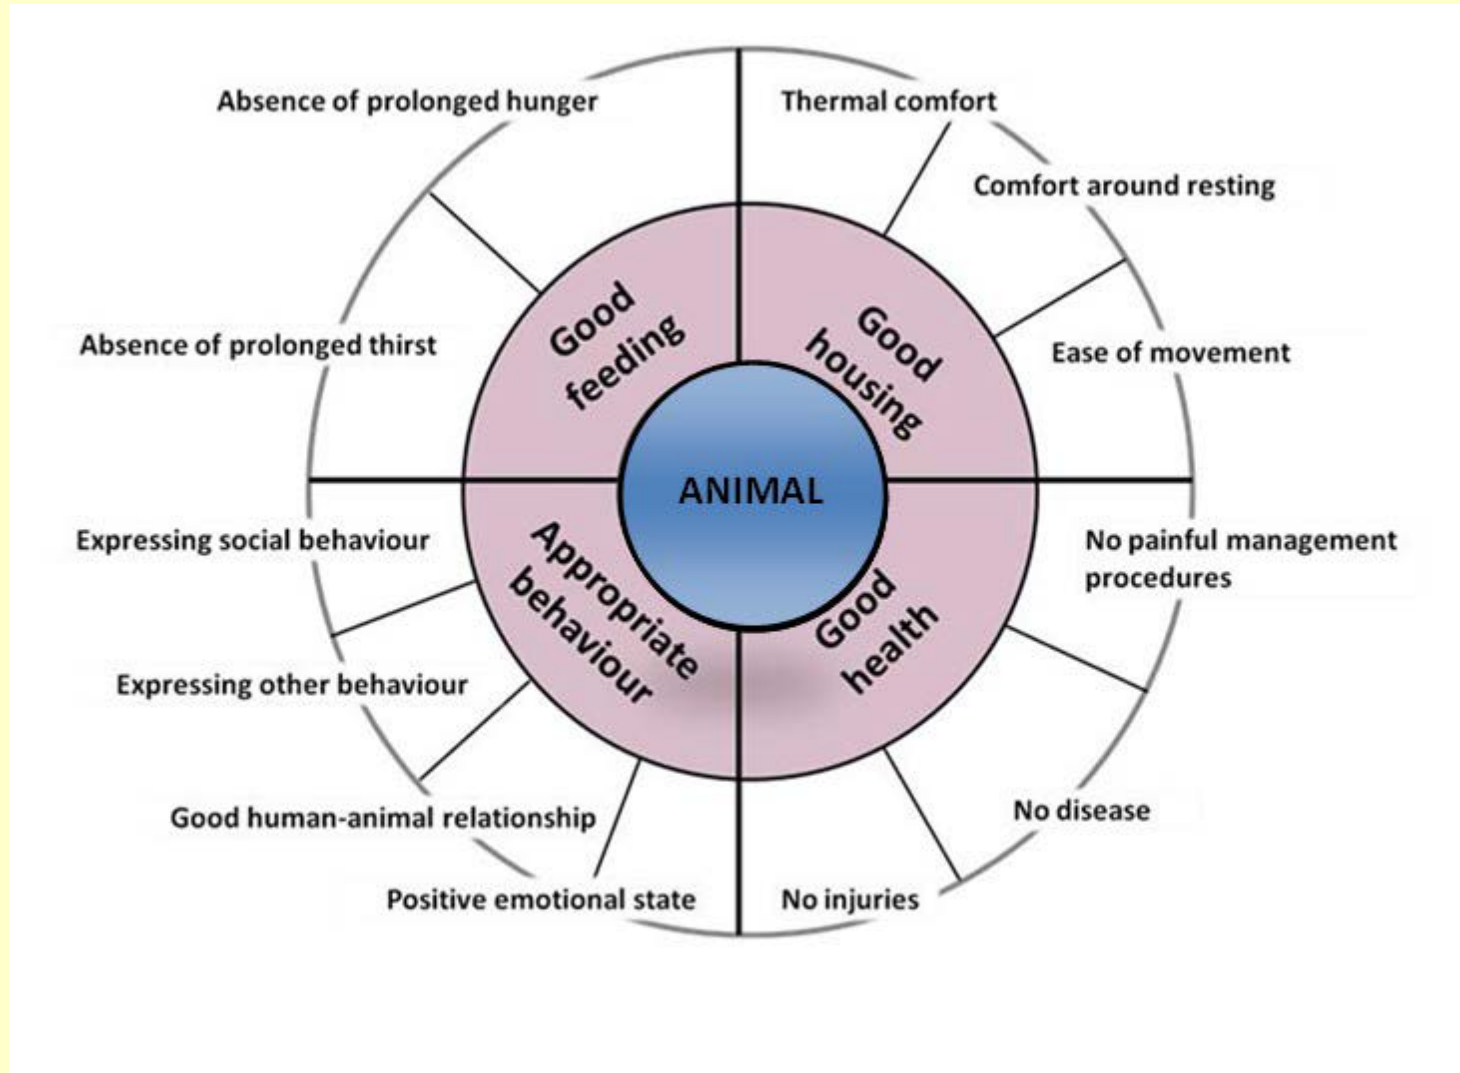 Absence of prolonged hunger
Thermal comfort
Comfort around resting
Absence of prolonged thirst
Good
feeding
Good
housing
Ease of movement
ANIMAL
Expressing social behaviour
Appropriate
behaviour
Good
health
No painful management
procedures
Expressing other behaviour
Good human-animal relationship
No disease
Positive emotional state
No injuries